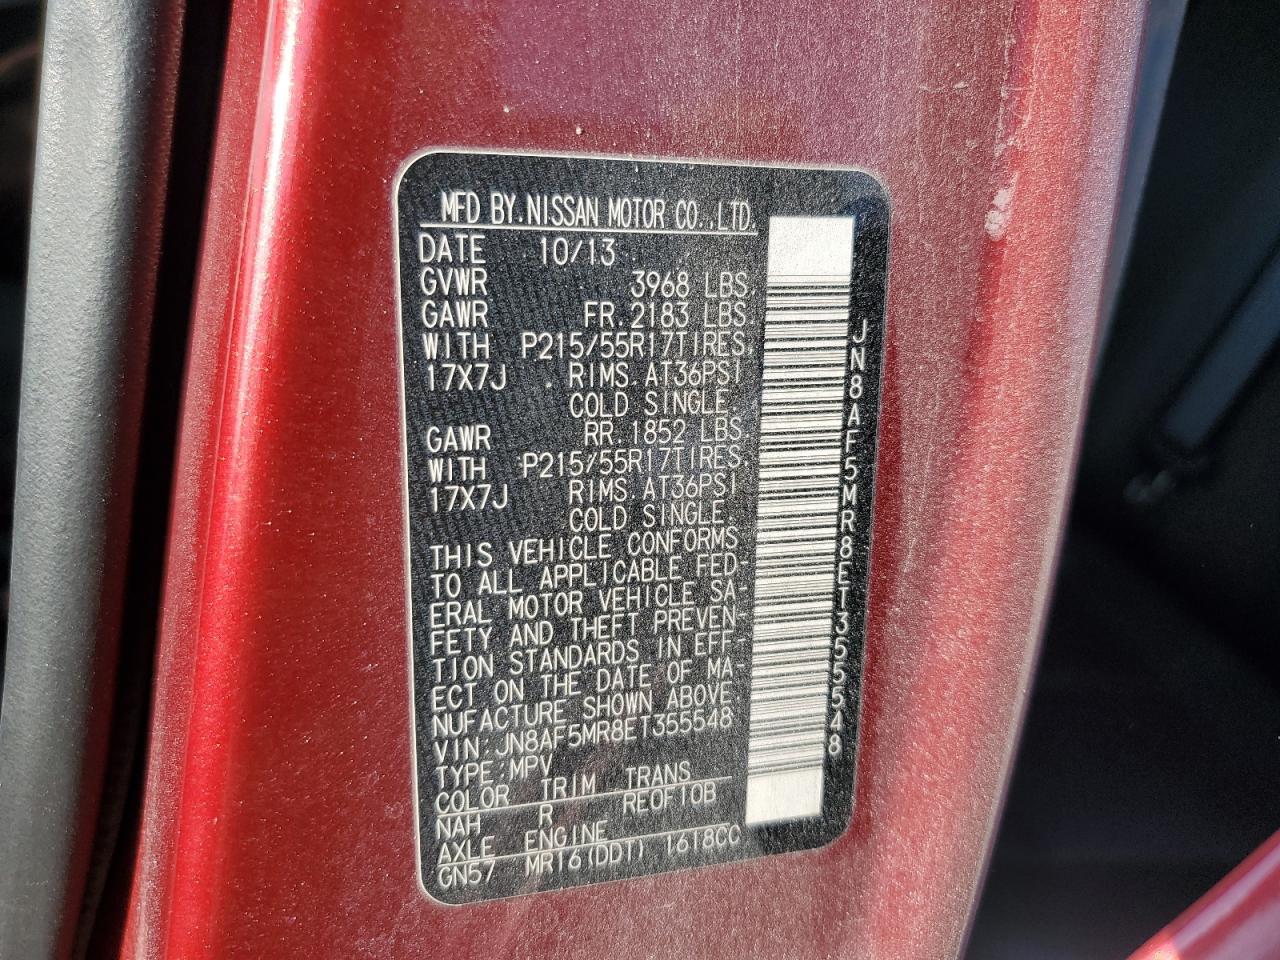 MFD BY.NISSAN MOTOR CO.,LTD.
DATE 10/13
GVWR 3968 LBS.
GAWR FR.2183 LBS.
WITH P215/55R17TIRES.
17X7J RIMS.AT36PSI
COLD SINGLE
GAWR RR.1852 LBS.
WITH P215/55R17TIRES.
17X7J RIMS.AT36PSI
COLD SINGLE
THIS VEHICLE CONFORMS
TO ALL APPLICABLE FED-
ERAL MOTOR VEHICLE SA-
FETY AND THEFT PREVEN-
TION STANDARDS IN EFF-
ECT ON THE DATE OF MA-
NUFACTURE SHOWN ABOVE
VIN:JN8AF5MR8ET355548
TYPE:MPV
COLOR TRIM TRANS
NAH R RE0F10B
AXLE ENGINE
GN57 MR16(DDT) 1618CC
JN8AF5MR8ET355548